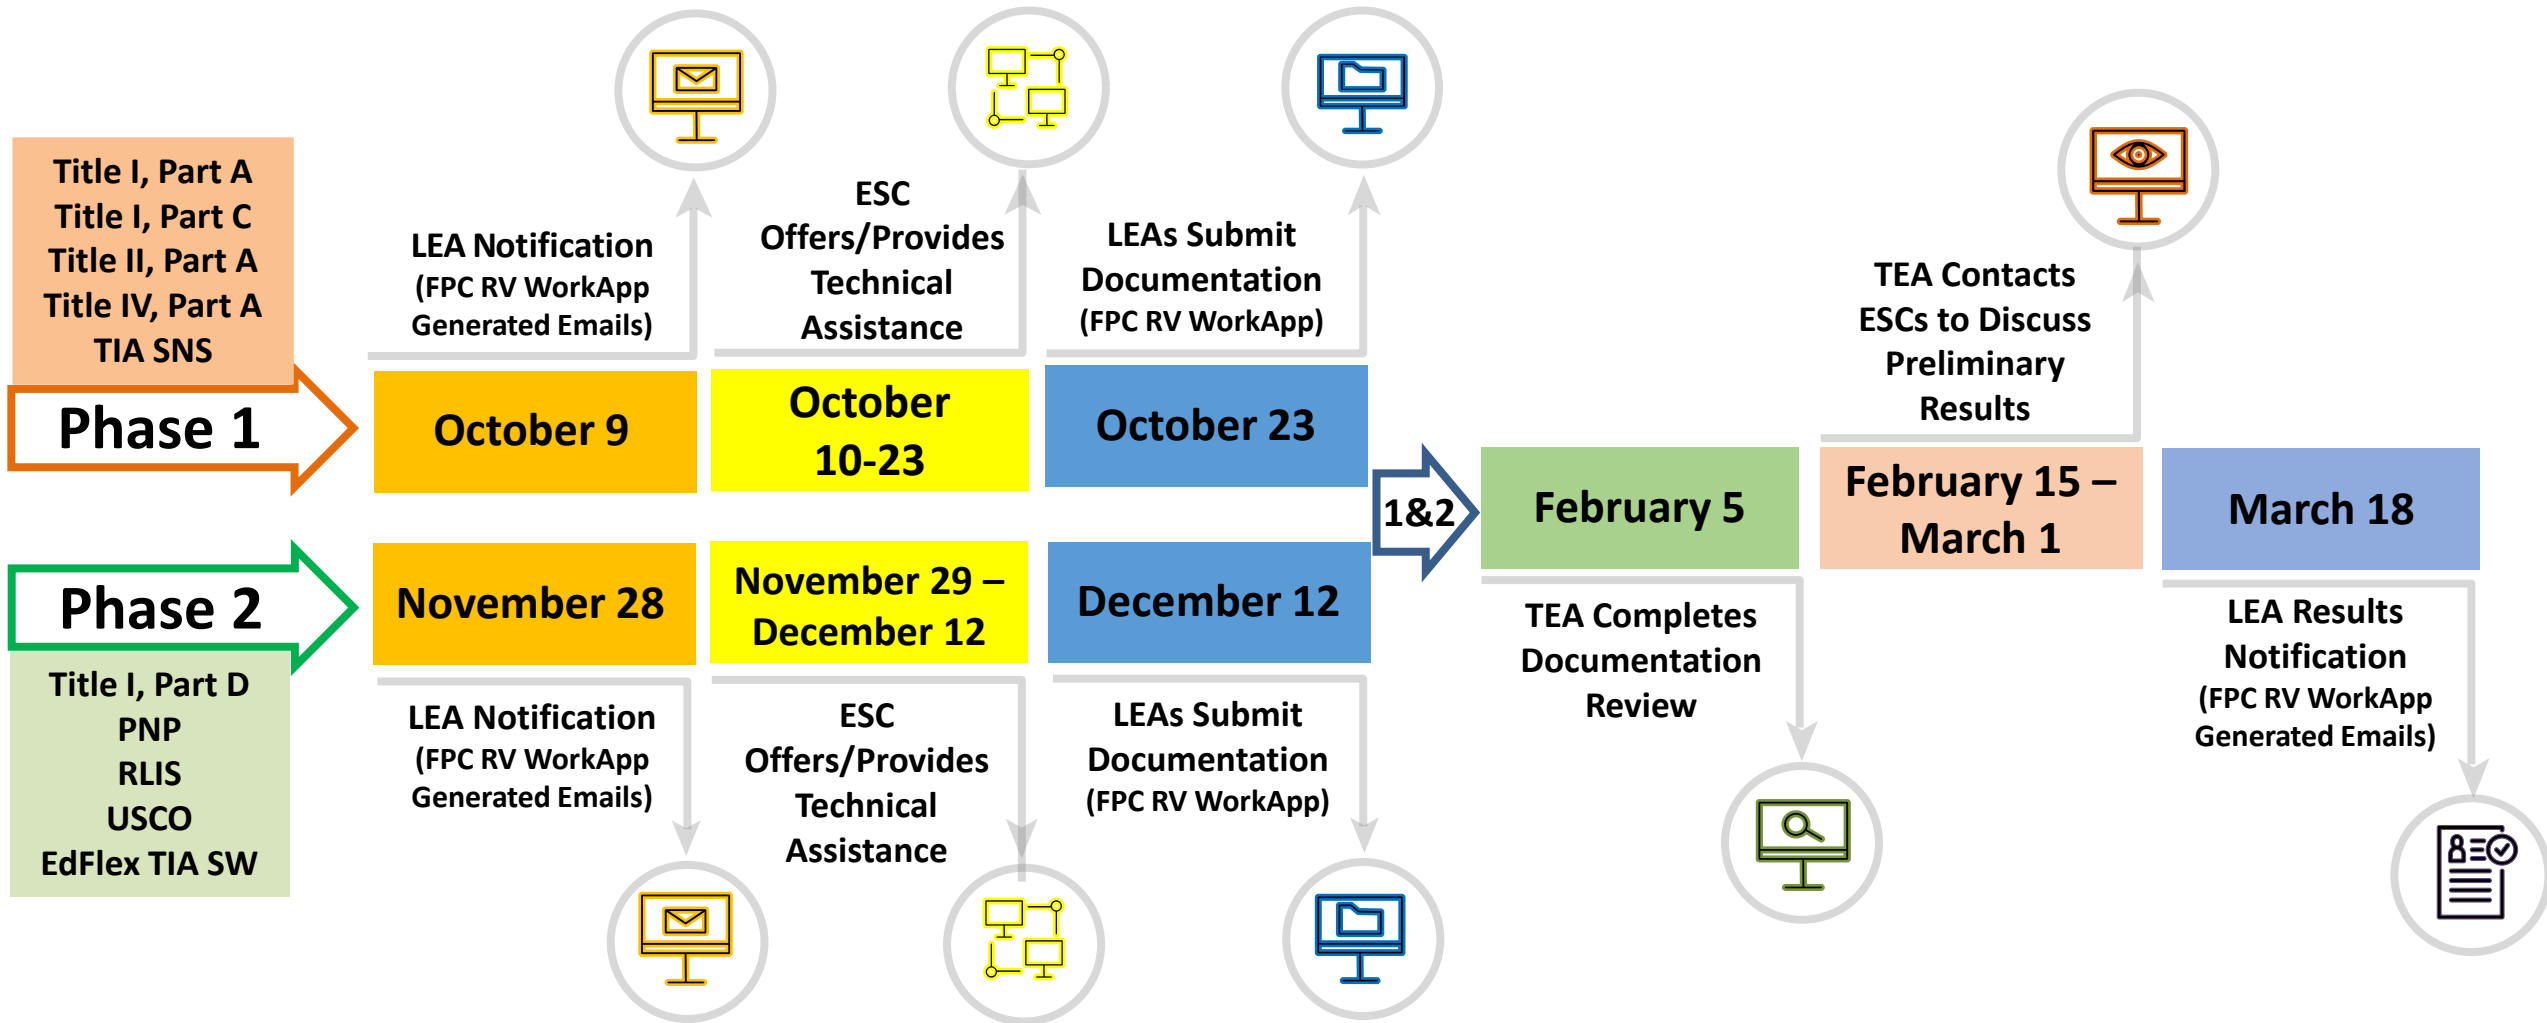 Title I, Part A
Title I, Part C
Title II, Part A
Title IV, Part A
TIA SNS
Phase 1
LEA Notification
(FPC RV WorkApp
Generated Emails)
October 9
ESC
Offers/Provides
Technical
Assistance
October
10-23
LEAs Submit
Documentation
(FPC RV WorkApp)
October 23
Phase 2
Title I, Part D
PNP
RLIS
USCO
EdFlex TIA SW
November 28
LEA Notification
(FPC RV WorkApp
Generated Emails)
November 29 –
December 12
ESC
Offers/Provides
Technical
Assistance
December 12
LEAs Submit
Documentation
(FPC RV WorkApp)
1&2
February 5
TEA Completes
Documentation
Review
TEA Contacts
ESCs to Discuss
Preliminary
Results
February 15 –
March 1
March 18
LEA Results
Notification
(FPC RV WorkApp
Generated Emails)